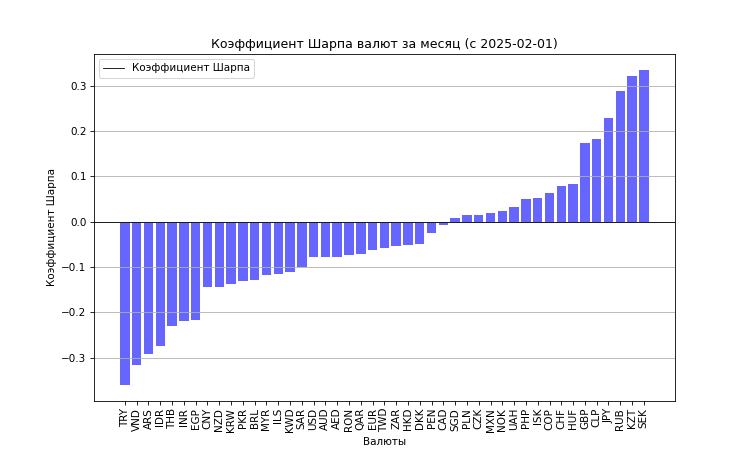 Коэффициент Шарпа валют за месяц (с 2025-02-01)
Коэффициент Шарпа
0.3
0.2
0.1
0.0
−0.1
−0.2
−0.3
Коэффициент Шарпа
TRY VND ARS IDR THB INR EGP CNY NZD KRW PKR BRL MYR ILS KWD SAR USD AUD AED RON QAR EUR TWD ZAR HKD DKK PEN CAD SGD PLN CZK MXN NOK UAH PHP ISK COP CHF HUF GBP CLP JPY RUB KZT SEK
Валюты